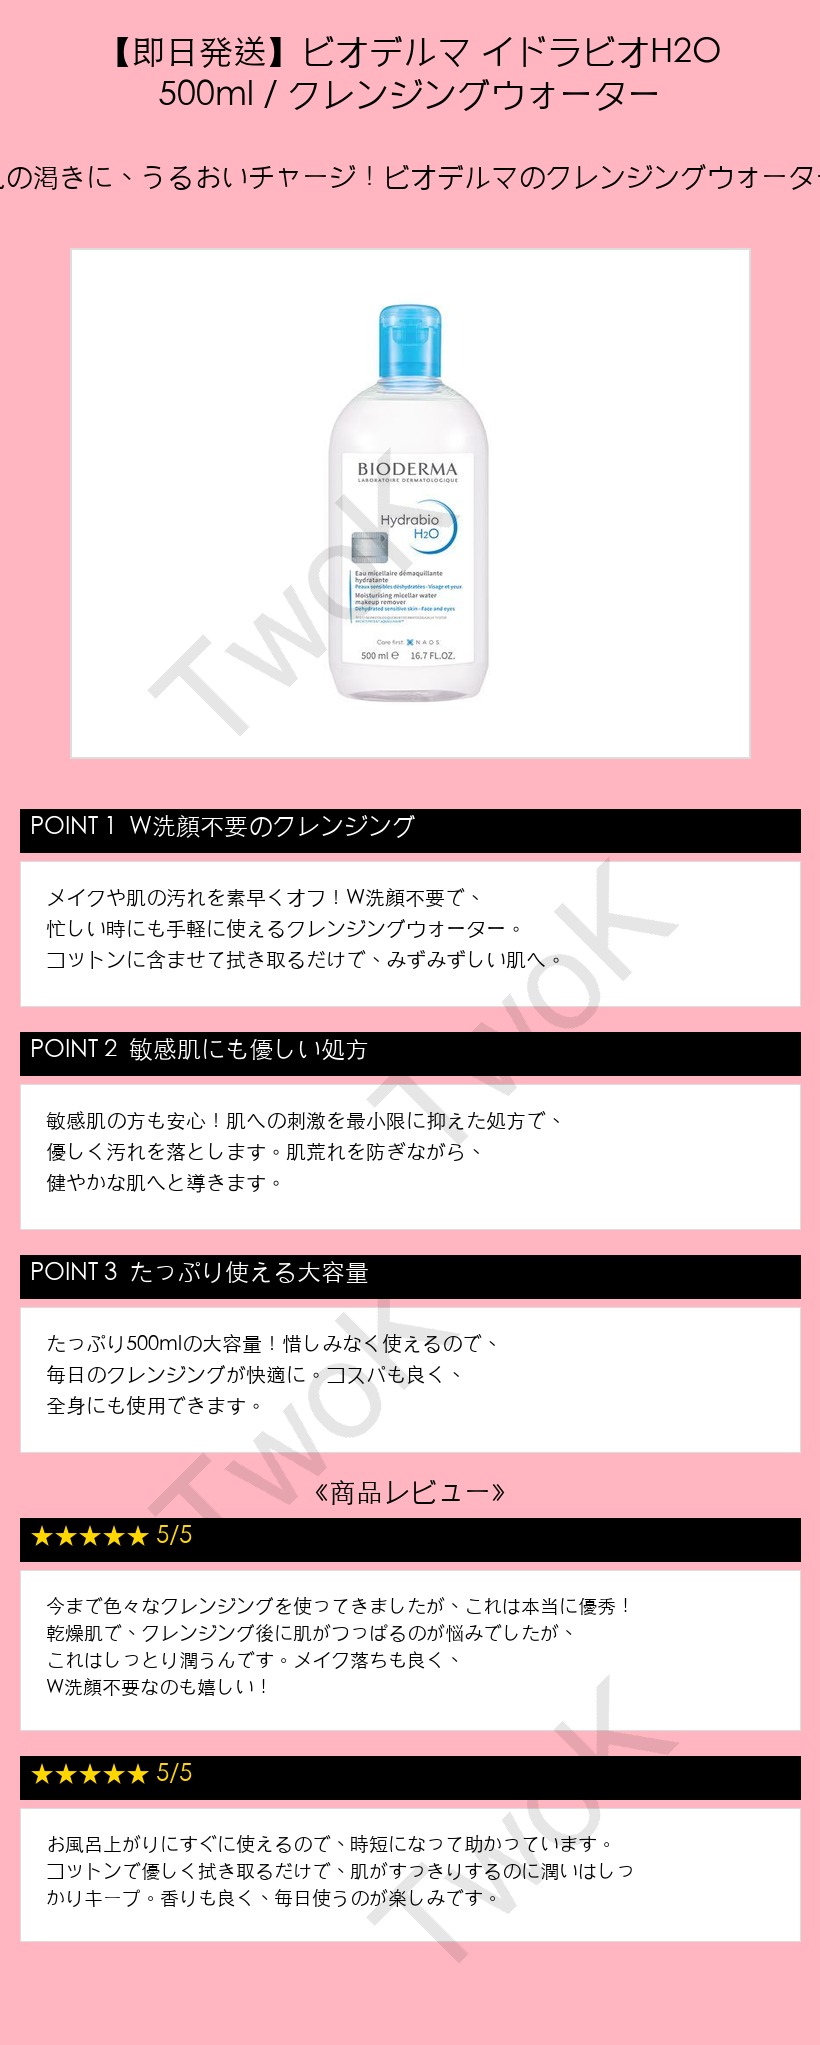 【即日発送】ビオデルマ イドラビオH2O
500ml / クレンジングウォーター
の渇きに、うるおいチャージ！ビオデルマのクレンジングウォータ
BIODERMA
LABORATOIRE DERMATOLOGIQUE
Hydrabio
H2O
Eau micellaire démaquillante
hydratante
Peaux sensibles déshydratées - Visage et yeux
Moisturising micellar water
makeup remover
Dehydrated sensitive skin - Face and eyes
Care first NAOS
500 ml e 16.7 FL.OZ.
TwoK
POINT 1 W洗顔不要のクレンジング
メイクや肌の汚れを素早くオフ！W洗顔不要で、
忙しい時にも手軽に使えるクレンジングウォーター。
コットンに含ませて拭き取るだけで、みずみずしい肌へ。
TwoK
POINT 2 敏感肌にも優しい処方
敏感肌の方も安心！肌への刺激を最小限に抑えた処方で、
優しく汚れを落とします。肌荒れを防ぎながら、
健やかな肌へと導きます。
POINT 3 たっぷり使える大容量
たっぷり500mlの大容量！惜しみなく使えるので、
毎日のクレンジングが快適に。コスパも良く、
全身にも使用できます。
TwoK
《商品レビュー》
★★★★★ 5/5
今まで色々なクレンジングを使ってきましたが、これは本当に優秀！
乾燥肌で、クレンジング後に肌がつっぱるのが悩みでしたが、
これはしっとり潤うんです。メイク落ちも良く、
W洗顔不要なのも嬉しい！
★★★★★ 5/5
お風呂上がりにすぐに使えるので、時短になって助かっています。
コットンで優しく拭き取るだけで、肌がすっきりするのに潤いはしっ
かりキープ。香りも良く、毎日使うのが楽しみです。
TwoK